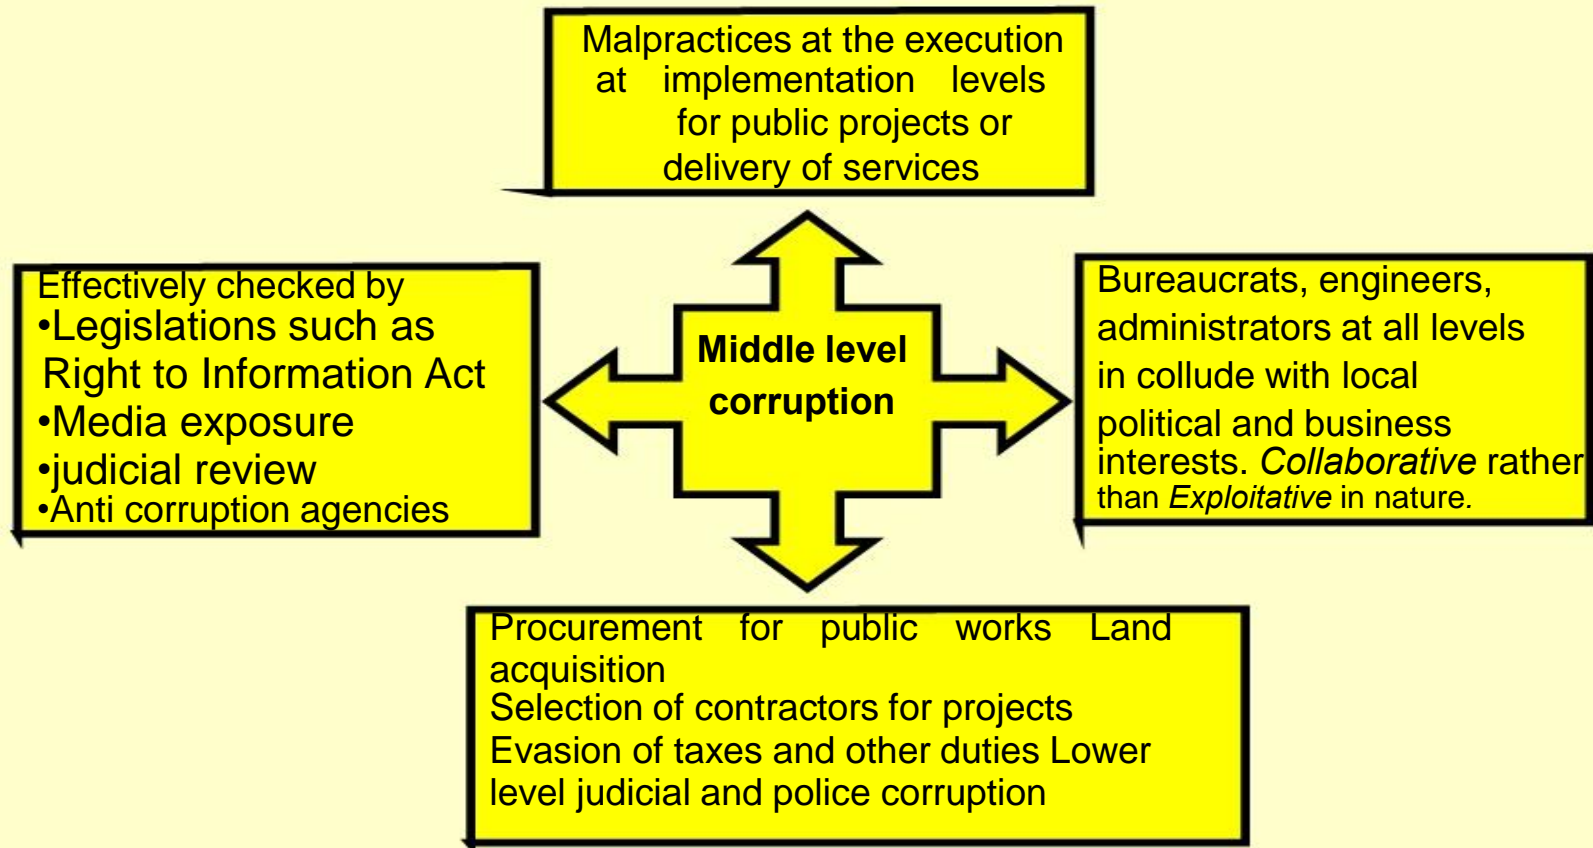 Malpractices at the execution
at implementation levels
for public projects or
delivery of services
Effectively checked by
•Legislations such as
Right to Information Act
•Media exposure
•judicial review
•Anti corruption agencies
Middle level
corruption
Bureaucrats, engineers,
administrators at all levels
in collude with local
political and business
interests. Collaborative rather
than Exploitative in nature.
Procurement for public works Land
acquisition
Selection of contractors for projects
Evasion of taxes and other duties Lower
level judicial and police corruption